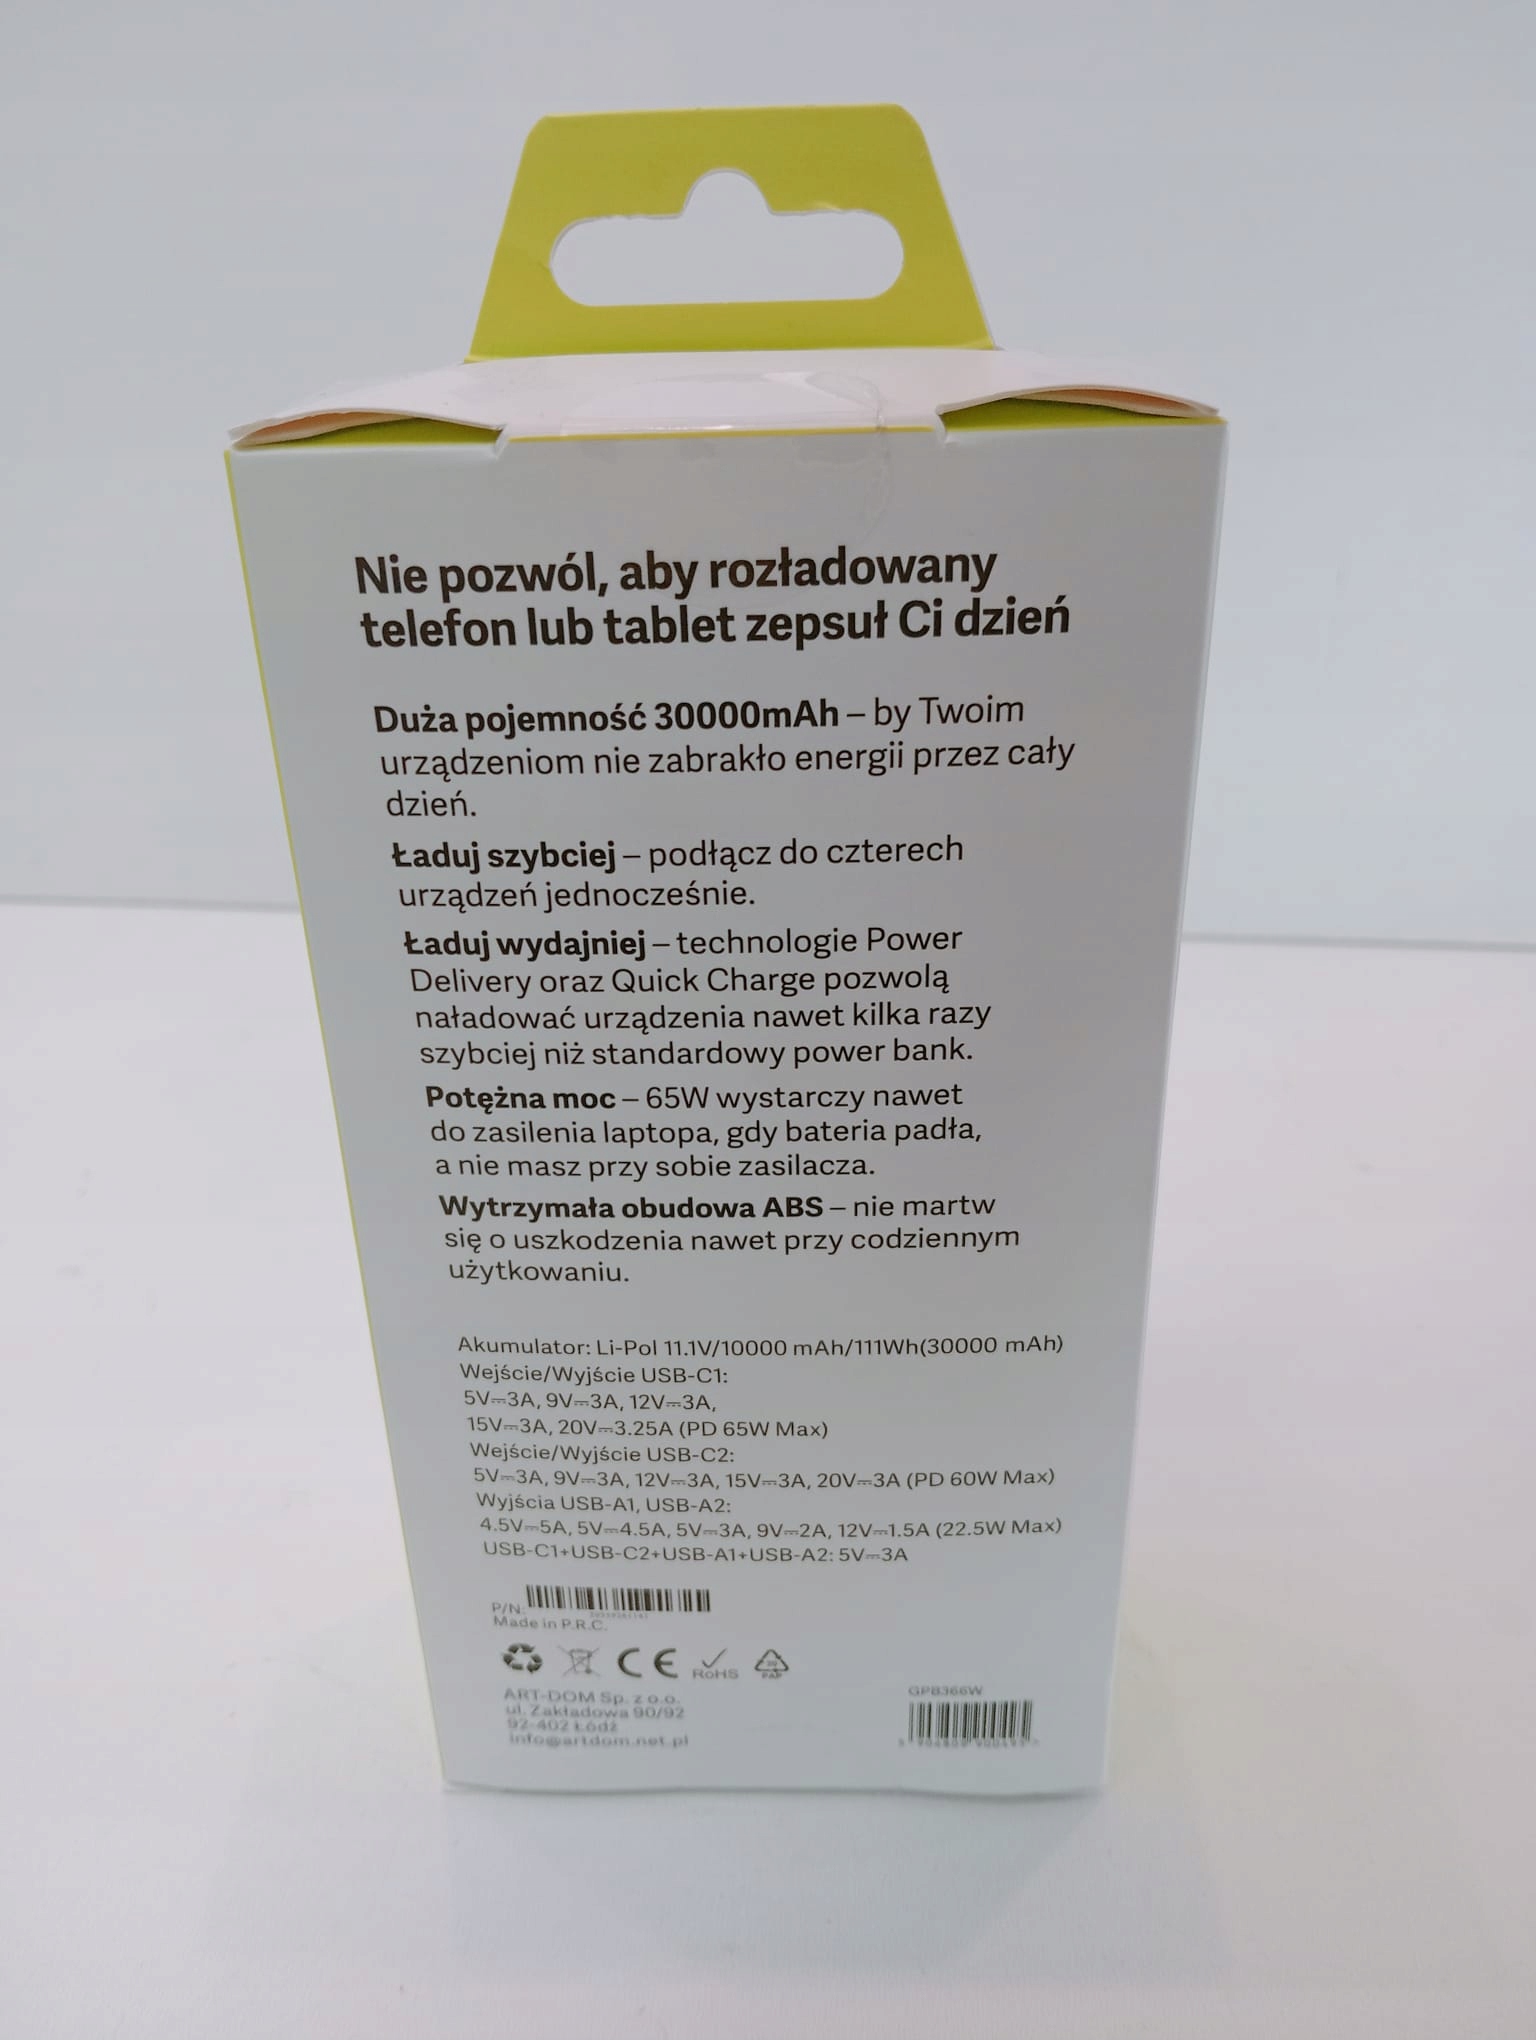 Nie pozwól, aby rozładowany
telefon lub tablet zepsuł Ci dzień
Duża pojemność 30000mAh – by Twoim
urządzeniom nie zabrakło energii przez cały
dzień.
Ładuj szybciej – podłącz do czterech
urządzeń jednocześnie.
Ładuj wydajniej – technologie Power
Delivery oraz Quick Charge pozwolą
naładować urządzenia nawet kilka razy
szybciej niż standardowy power bank.
Potężna moc – 65W wystarczy nawet
do zasilenia laptopa, gdy bateria padła,
a nie masz przy sobie zasilacza.
Wytrzymała obudowa ABS – nie martw
się o uszkodzenia nawet przy codziennym
użytkowaniu.
Akumulator: Li-Pol 11.1V/10000 mAh/111Wh(30000 mAh)
Wejście/Wyjście USB-C1:
5V⎓3A, 9V⎓3A, 12V⎓3A,
15V⎓3A, 20V⎓3.25A (PD 65W Max)
Wejście/Wyjście USB-C2:
5V⎓3A, 9V⎓3A, 12V⎓3A, 15V⎓3A, 20V⎓3A (PD 60W Max)
Wyjścia USB-A1, USB-A2:
4.5V⎓5A, 5V⎓4.5A, 5V⎓3A, 9V⎓2A, 12V⎓1.5A (22.5W Max)
USB-C1+USB-C2+USB-A1+USB-A2: 5V⎓3A
P/N:
Made in P.R.C.
CE RoHS PAP
ART-DOM Sp. z o.o.
ul. Zakładowa 90/92
92-402 Łódź
info@artdom.net.pl
GPB366W